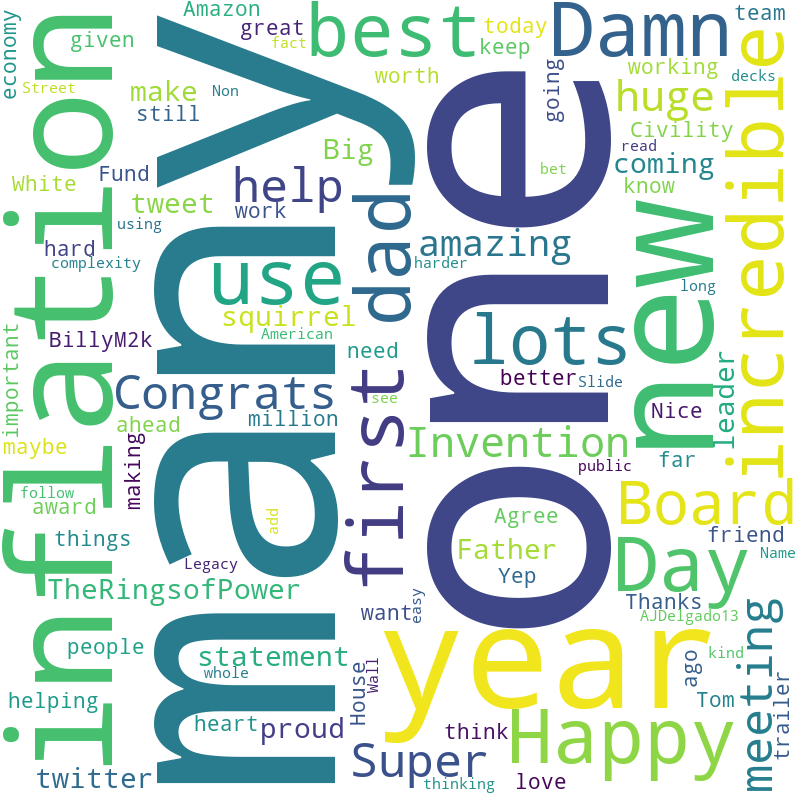 economy
Amazon
great
fact
best
today
keep
Damn
team
given
Street
make
Non
still
worth
going
working
decks
huge
incredible
Civility
read
Big
White
Fund
help
tweet
work
using
bet
coming
know
inflation
many
one
new
hard
complexity
use
dad
amazing
harder
squirrel
American
lots
long
BillyM2k
important
need
better
Slide
Congrats
see
million
first
Nice
leader
ahead
maybe
making
Invention
far
public
follow
award
add
Board
things
Agree
friend
Legacy
Father
Name
Yep
Day
TheRingsofPower
want
easy
Thanks
AJDelgado13
people
statement
year
meeting
kind
whole
House
Wall
ago
helping
Tom
trailer
heart
proud
think
Happy
Super
twitter
thinking
love